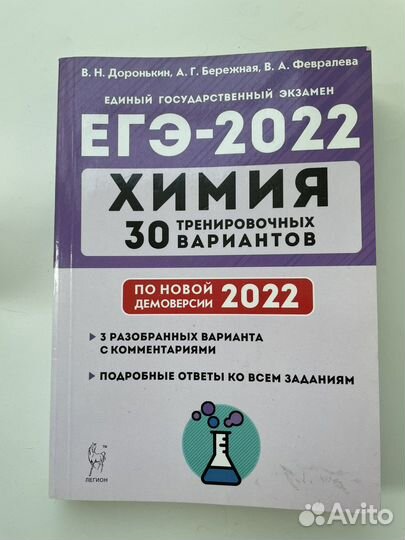 В. Н. Доронькин, А. Г. Бережная, В. А. Февралева
ЕДИНЫЙ ГОСУДАРСТВЕННЫЙ ЭКЗАМЕН
ЕГЭ-2022
ХИМИЯ
30 ТРЕНИРОВОЧНЫХ
ВАРИАНТОВ
ПО НОВОЙ
ДЕМОВЕРСИИ 2022
3 РАЗОБРАННЫХ ВАРИАНТА
С КОММЕНТАРИЯМИ
ПОДРОБНЫЕ ОТВЕТЫ КО ВСЕМ ЗАДАНИЯМ
TM
ЛЕГИОН
Avito